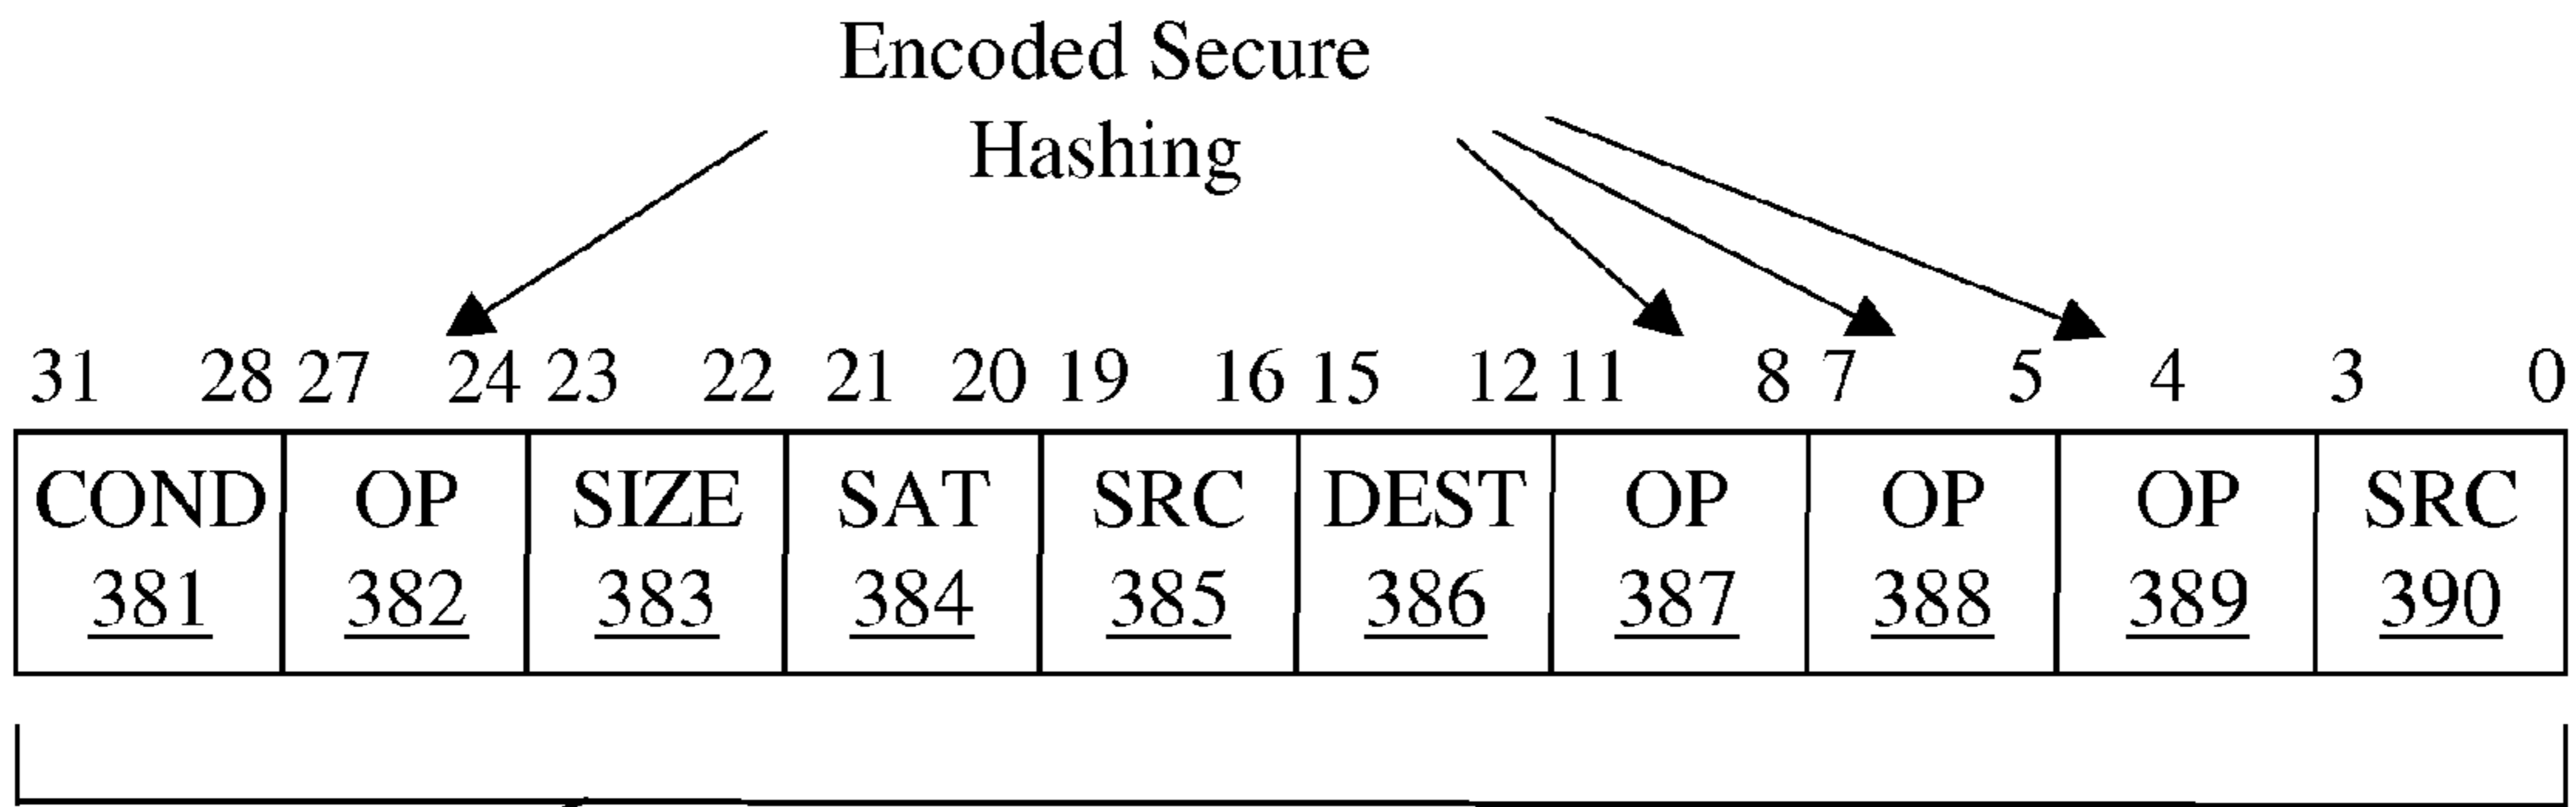 Encoded Secure
Hashing
31 28 27 24 23 22 21 20 19 16 15 12 11 8 7 5 4 3 0
COND OP SIZE SAT SRC DEST OP OP OP SRC
381 382 383 384 385 386 387 388 389 390